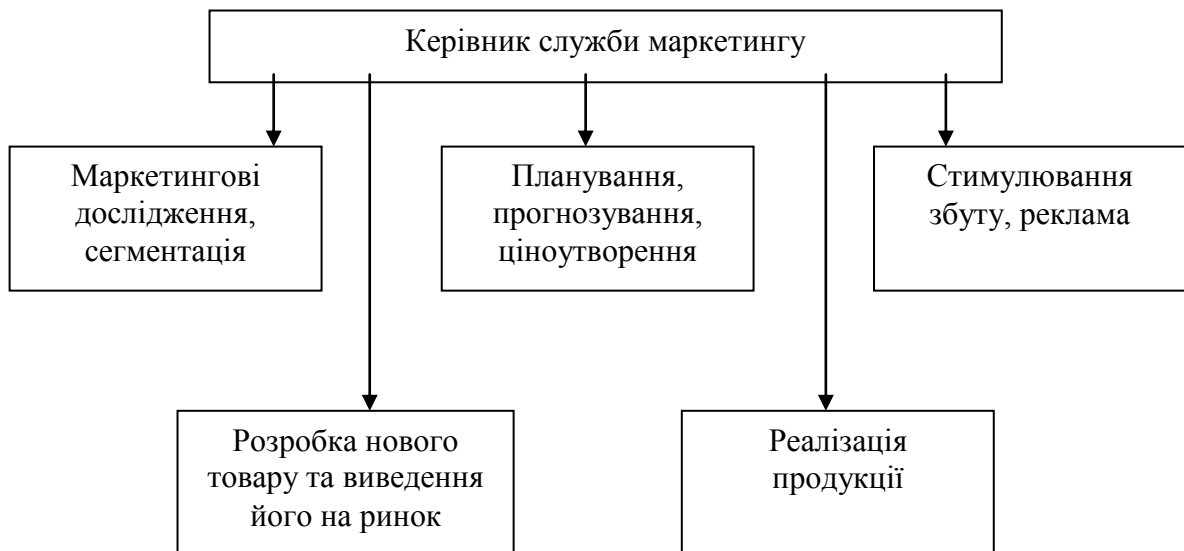 Керівник служби маркетингу
Маркетингові
дослідження,
сегментація
Планування,
прогнозування,
ціноутворення
Стимулювання
збуту, реклама
Розробка нового
товару та виведення
його на ринок
Реалізація
продукції